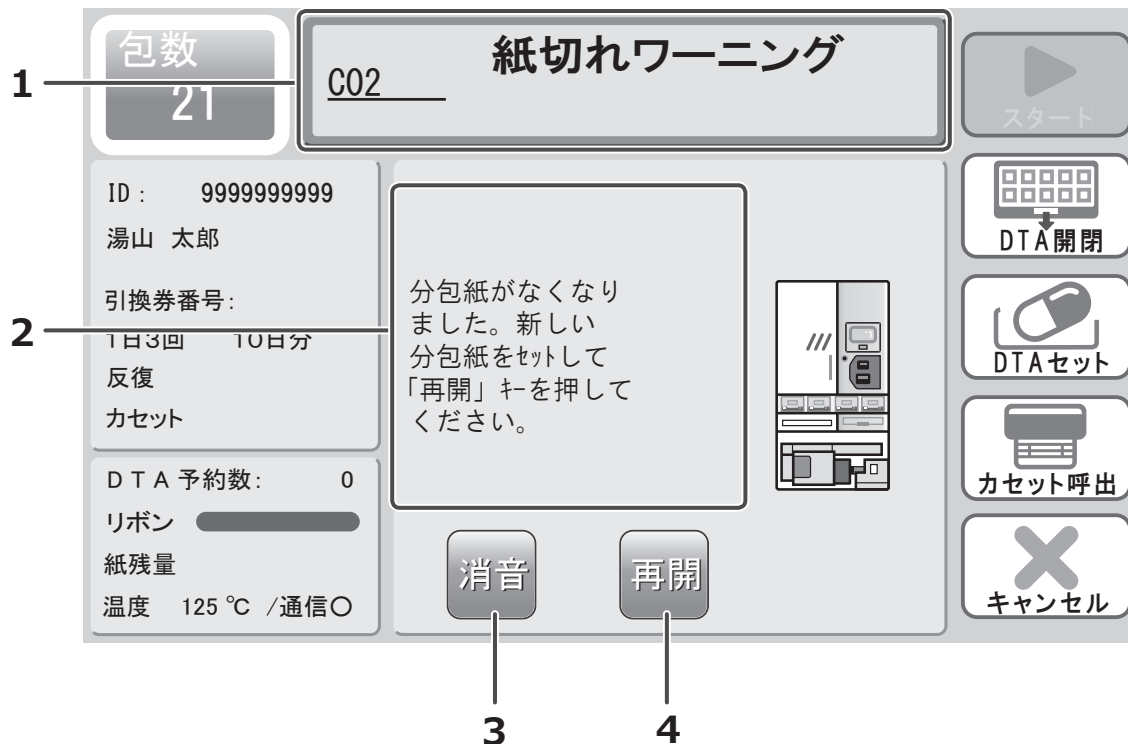 包数
21
紙切れワーニング
C02
スタート
1
ID : 9999999999
湯山 太郎
引換券番号:
1日3回 10日分
反復
カセット
2
分包紙がなくなり
ました。新しい
分包紙をｾｯﾄして
「再開」ｷｰを押して
ください。
DTA開閉
DTAセット
カセット呼出
キャンセル
DTA予約数: 0
リボン
紙残量
温度 125℃ /通信○
消音
再開
3
4